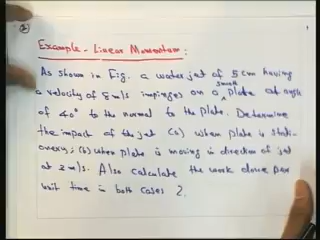 2
Example - Linear Momentum:
As shown in Fig. a water jet of 5 cm having
a velocity of 8 m/s impinges on a smooth plate at angle
of 40° to the normal to the plate. Determine
the impact of the jet (a) when plate is stati-
onery; (b) when plate is moving in direction of jet
at 2 m/s. Also calculate the work done per
unit time in both cases ?